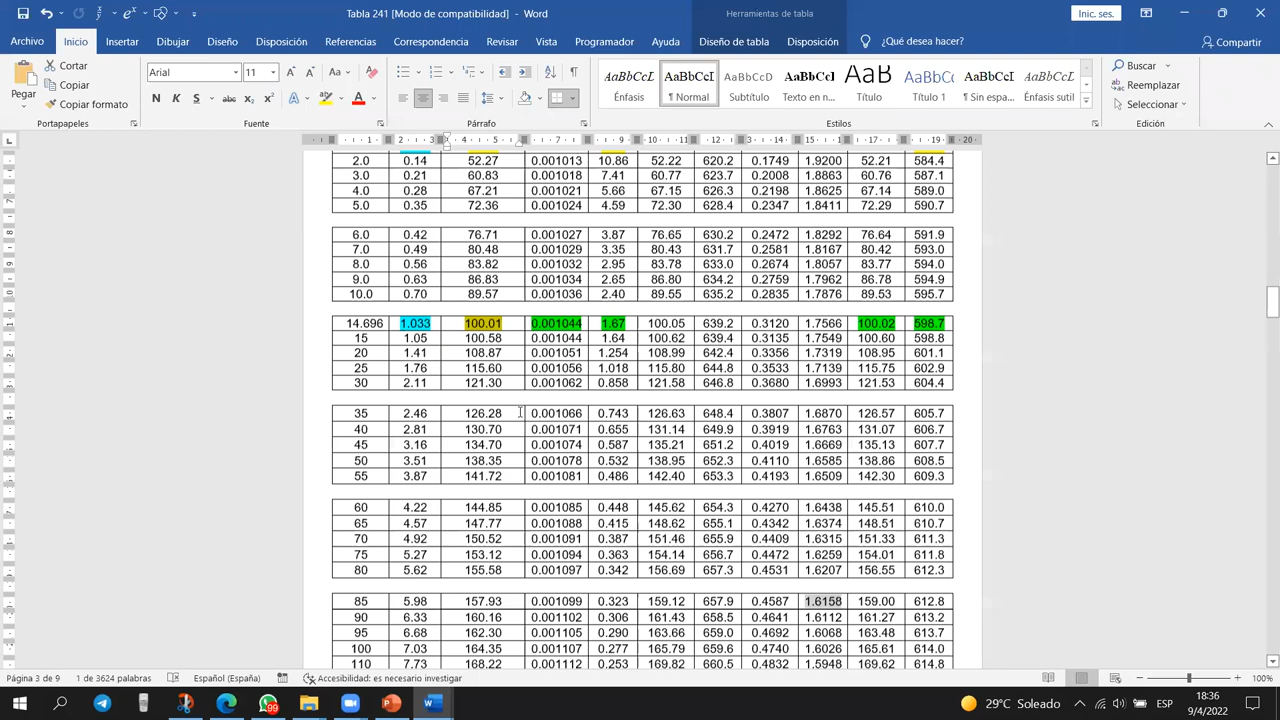 Tabla 241 [Modo de compatibilidad] - Word
Herramientas de tabla
Inic. ses.
Archivo Inicio Insertar Dibujar Diseño Disposición Referencias Correspondencia Revisar Vista Programador Ayuda Diseño de tabla Disposición ¿Qué desea hacer? Compartir
Pegar
Cortar
Copiar
Copiar formato
Portapapeles
Arial 11
Fuente
Párrafo
AaBbCcL AaBbCcI AaBbCcD AaBbCcI AaB AaBbCcI AaBbCcI AaBbCcL
Énfasis ¶ Normal Subtítulo Texto en n... Título Título 1 ¶ Sin espa... Énfasis sutil
Estilos
Buscar
Reemplazar
Seleccionar
Edición
2.0 0.14 52.27 0.001013 10.86 52.22 620.2 0.1749 1.9200 52.21 584.4
3.0 0.21 60.83 0.001018 7.41 60.77 623.7 0.2008 1.8863 60.76 587.1
4.0 0.28 67.21 0.001021 5.66 67.15 626.3 0.2198 1.8625 67.14 589.0
5.0 0.35 72.36 0.001024 4.59 72.30 628.4 0.2347 1.8411 72.29 590.7
6.0 0.42 76.71 0.001027 3.87 76.65 630.2 0.2472 1.8292 76.64 591.9
7.0 0.49 80.48 0.001029 3.35 80.43 631.7 0.2581 1.8167 80.42 593.0
8.0 0.56 83.82 0.001032 2.95 83.78 633.0 0.2674 1.8057 83.77 594.0
9.0 0.63 86.83 0.001034 2.65 86.80 634.2 0.2759 1.7962 86.78 594.9
10.0 0.70 89.57 0.001036 2.40 89.55 635.2 0.2835 1.7876 89.53 595.7
14.696 1.033 100.01 0.001044 1.67 100.05 639.2 0.3120 1.7566 100.02 598.7
15 1.05 100.58 0.001044 1.64 100.62 639.4 0.3135 1.7549 100.60 598.8
20 1.41 108.87 0.001051 1.254 108.99 642.4 0.3356 1.7319 108.95 601.1
25 1.76 115.60 0.001056 1.018 115.80 644.8 0.3533 1.7139 115.75 602.9
30 2.11 121.30 0.001062 0.858 121.58 646.8 0.3680 1.6993 121.53 604.4
35 2.46 126.28 0.001066 0.743 126.63 648.4 0.3807 1.6870 126.57 605.7
40 2.81 130.70 0.001071 0.655 131.14 649.9 0.3919 1.6763 131.07 606.7
45 3.16 134.70 0.001074 0.587 135.21 651.2 0.4019 1.6669 135.13 607.7
50 3.51 138.35 0.001078 0.532 138.95 652.3 0.4110 1.6585 138.86 608.5
55 3.87 141.72 0.001081 0.486 142.40 653.3 0.4193 1.6509 142.30 609.3
60 4.22 144.85 0.001085 0.448 145.62 654.3 0.4270 1.6438 145.51 610.0
65 4.57 147.77 0.001088 0.415 148.62 655.1 0.4342 1.6374 148.51 610.7
70 4.92 150.52 0.001091 0.387 151.46 655.9 0.4409 1.6315 151.33 611.3
75 5.27 153.12 0.001094 0.363 154.14 656.7 0.4472 1.6259 154.01 611.8
80 5.62 155.58 0.001097 0.342 156.69 657.3 0.4531 1.6207 156.55 612.3
85 5.98 157.93 0.001099 0.323 159.12 657.9 0.4587 1.6158 159.00 612.8
90 6.33 160.16 0.001102 0.306 161.43 658.5 0.4641 1.6112 161.27 613.2
95 6.68 162.30 0.001105 0.290 163.66 659.0 0.4692 1.6068 163.48 613.7
100 7.03 164.35 0.001107 0.277 165.79 659.6 0.4740 1.6026 165.61 614.0
110 7.73 168.22 0.001112 0.253 169.82 660.5 0.4832 1.5948 169.62 614.8
Página 3 de 9 1 de 3624 palabras Español (España) Accesibilidad: es necesario investigar 100%
99
29°C Soleado ESP 18:36
9/4/2022